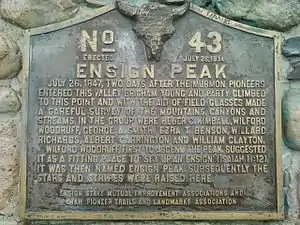 No 43
ERECTED JULY 26, 1934
ENSIGN PEAK
JULY 26, 1847, TWO DAYS AFTER THE MORMON PIONEERS
ENTERED THIS VALLEY, BRIGHAM YOUNG AND PARTY CLIMBED
TO THIS POINT AND WITH THE AID OF FIELD GLASSES MADE
A CAREFUL SURVEY OF THE MOUNTAINS, CANYONS AND
STREAMS. IN THE GROUP WERE HEBER C. KIMBALL, WILFORD
WOODRUFF, GEORGE A. SMITH, EZRA T. BENSON, WILLARD
RICHARDS, ALBERT CARRINGTON AND WILLIAM CLAYTON.
WILFORD WOODRUFF, FIRST TO ASCEND THE PEAK, SUGGESTED
IT AS A FITTING PLACE TO "SET UP AN ENSIGN" (ISAIAH 11:12).
IT WAS THEN NAMED ENSIGN PEAK. SUBSEQUENTLY THE
STARS AND STRIPES WERE RAISED HERE.
ENSIGN STAKE MUTUAL IMPROVEMENT ASSOCIATIONS AND
UTAH PIONEER TRAILS AND LANDMARKS ASSOCIATION